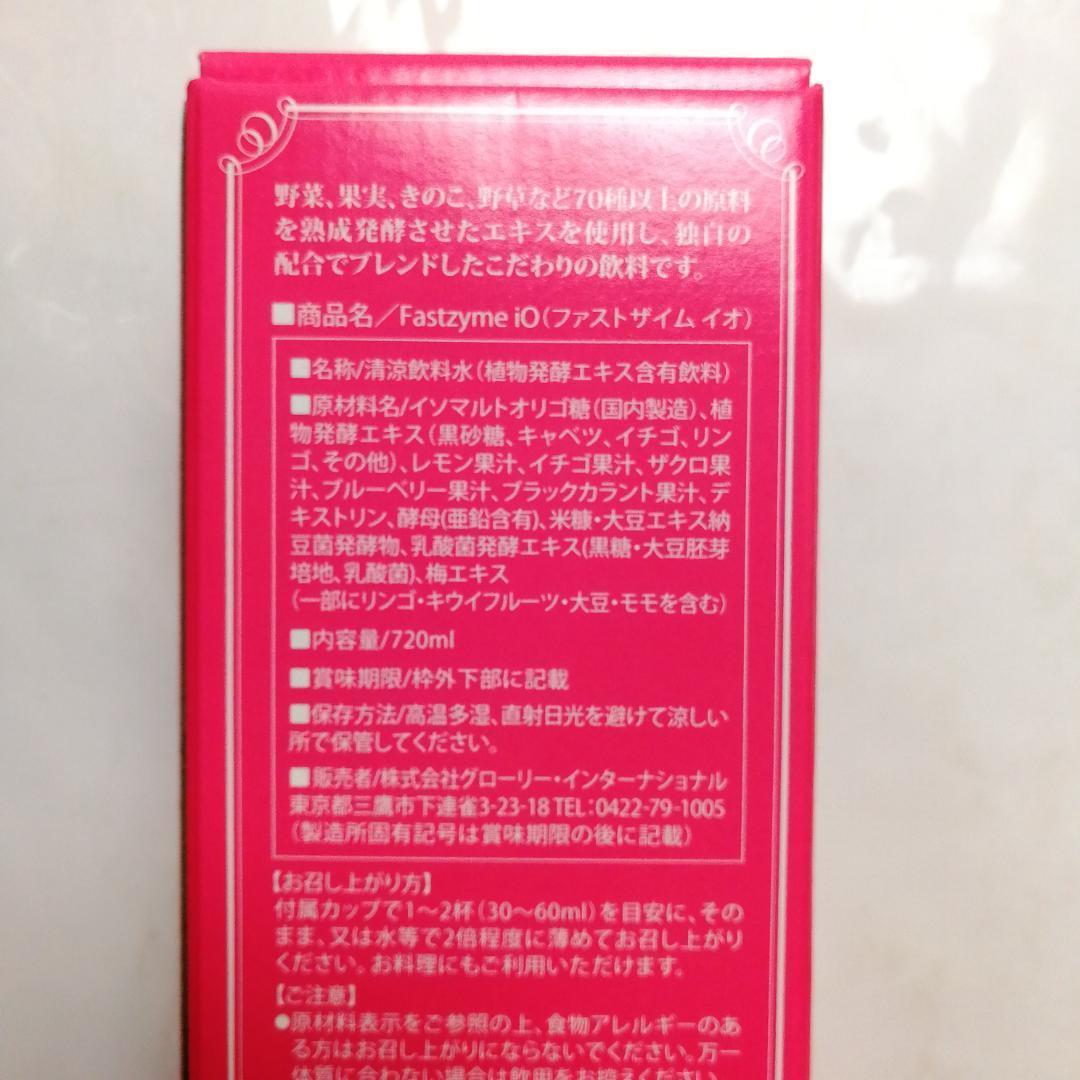 野菜、果実、きのこ、野草など70種以上の原料
を熟成発酵させたエキスを使用し、独自の
配合でブレンドしたこだわりの飲料です。
■商品名／Fastzyme iO（ファストザイム イオ）
■名称/清涼飲料水（植物発酵エキス含有飲料）
■原材料名/イソマルトオリゴ糖（国内製造）、植
物発酵エキス（黒砂糖、キャベツ、イチゴ、リン
ゴ、その他）、レモン果汁、イチゴ果汁、ザクロ果
汁、ブルーベリー果汁、ブラックカラント果汁、デ
キストリン、酵母(亜鉛含有)、米糠・大豆エキス納
豆菌発酵物、乳酸菌発酵エキス(黒糖・大豆胚芽
培地、乳酸菌)、梅エキス
（一部にリンゴ・キウイフルーツ・大豆・モモを含む）
■内容量/720ml
■賞味期限/枠外下部に記載
■保存方法/高温多湿、直射日光を避けて涼しい
所で保管してください。
■販売者/株式会社グローリー・インターナショナル
東京都三鷹市下連雀3-23-18 TEL：0422-79-1005
（製造所固有記号は賞味期限の後に記載）
【お召し上がり方】
付属カップで1〜2杯（30〜60ml）を目安に、その
まま、又は水等で2倍程度に薄めてお召し上がり
ください。お料理にもご利用いただけます。
【ご注意】
●原材料表示をご参照の上、食物アレルギーのあ
る方はお召し上がりにならないでください。万一
体質に合わない場合は飲用をお控えください。